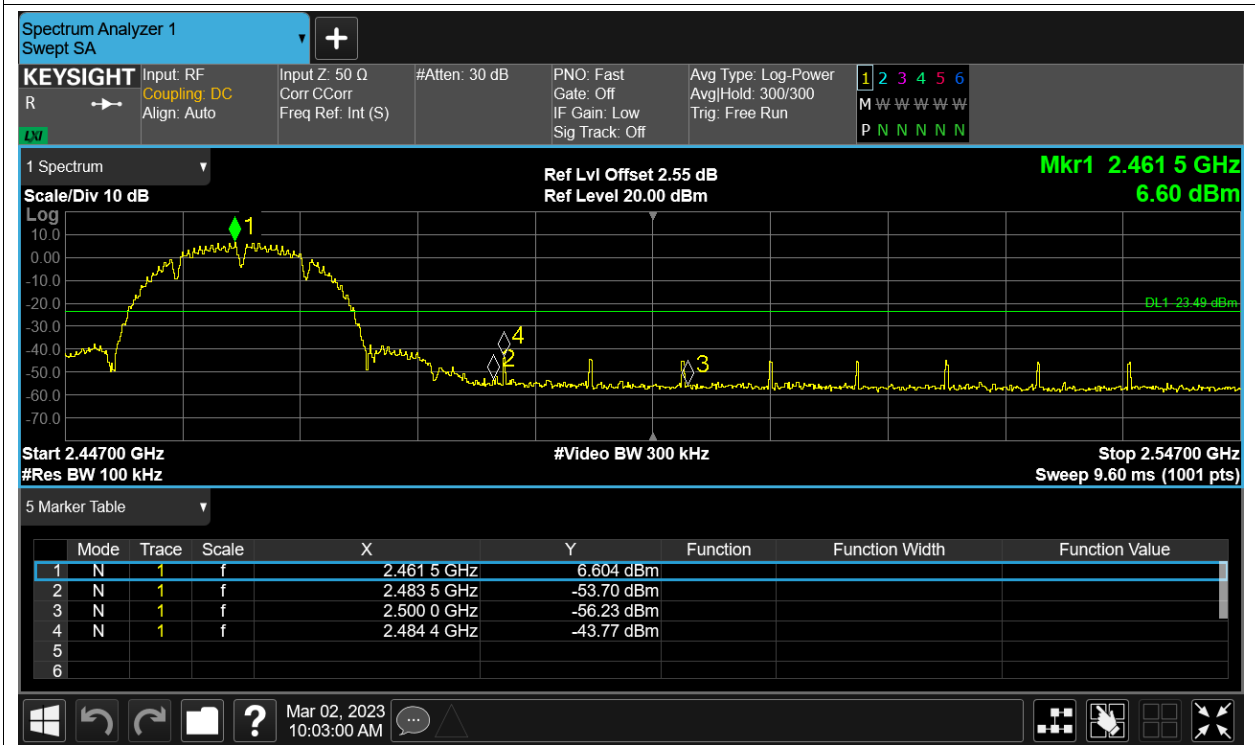 Spectrum Analyzer 1
Swept SA
+
KEYSIGHT Input: RF Input Z: 50 Ω #Atten: 30 dB PNO: Fast Avg Type: Log-Power 1 2 3 4 5 6
R Coupling: DC Corr CCorr Gate: Off Avg|Hold: 300/300 M W W W W W W
Align: Auto Freq Ref: Int (S) IF Gain: Low Trig: Free Run
LXI Sig Track: Off P N N N N N N
1 Spectrum Ref Lvl Offset 2.55 dB Mkr1 2.461 5 GHz
Scale/Div 10 dB Ref Level 20.00 dBm 6.60 dBm
Log
1
10.0
0.00
-10.0
-20.0
DL1 -23.49 dBm
-30.0
4
-40.0
2
3
-50.0
-60.0
-70.0
Start 2.44700 GHz #Video BW 300 kHz Stop 2.54700 GHz
#Res BW 100 kHz Sweep 9.60 ms (1001 pts)
5 Marker Table
Mode Trace Scale X Y Function Function Width Function Value
1 N 1 f 2.461 5 GHz 6.604 dBm
2 N 1 f 2.483 5 GHz -53.70 dBm
3 N 1 f 2.500 0 GHz -56.23 dBm
4 N 1 f 2.484 4 GHz -43.77 dBm
5
6
? Mar 02, 2023
10:03:00 AM